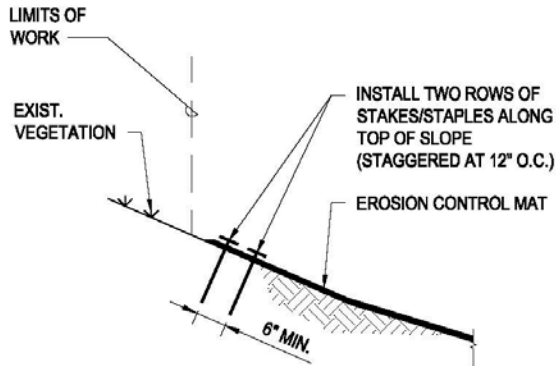 LIMITS OF
WORK
EXIST.
VEGETATION
INSTALL TWO ROWS OF
STAKES/STAPLES ALONG
TOP OF SLOPE
(STAGGERED AT 12" O.C.)
EROSION CONTROL MAT
6" MIN.